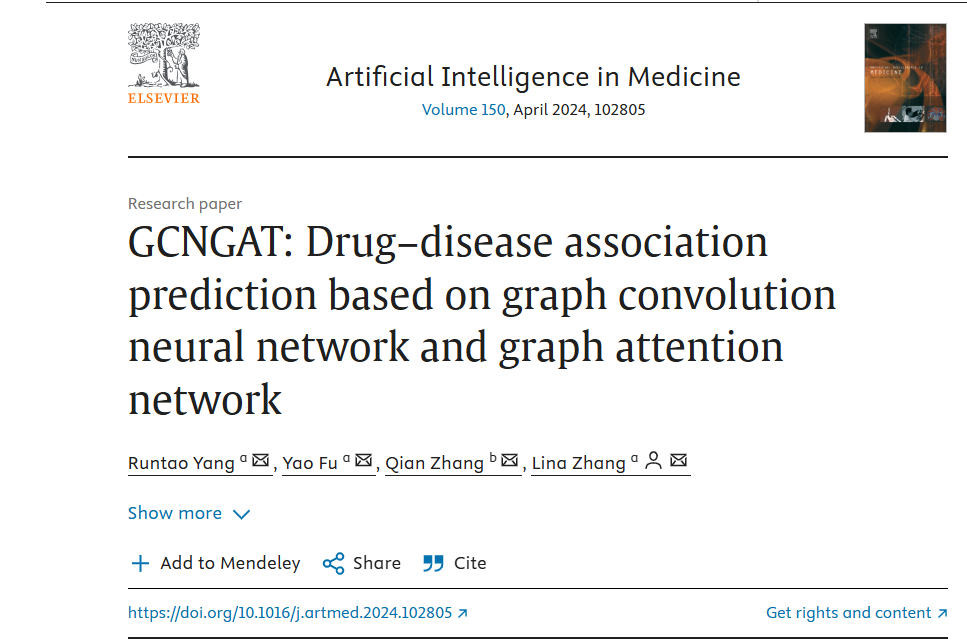 ELSEVIER
Artificial Intelligence in Medicine
Volume 150, April 2024, 102805
MEDICINE
Research paper
GCNGAT: Drug–disease association
prediction based on graph convolution
neural network and graph attention
network
Runtao Yang a, Yao Fu a, Qian Zhang b, Lina Zhang a
Show more
Add to Mendeley Share Cite
https://doi.org/10.1016/j.artmed.2024.102805
Get rights and content